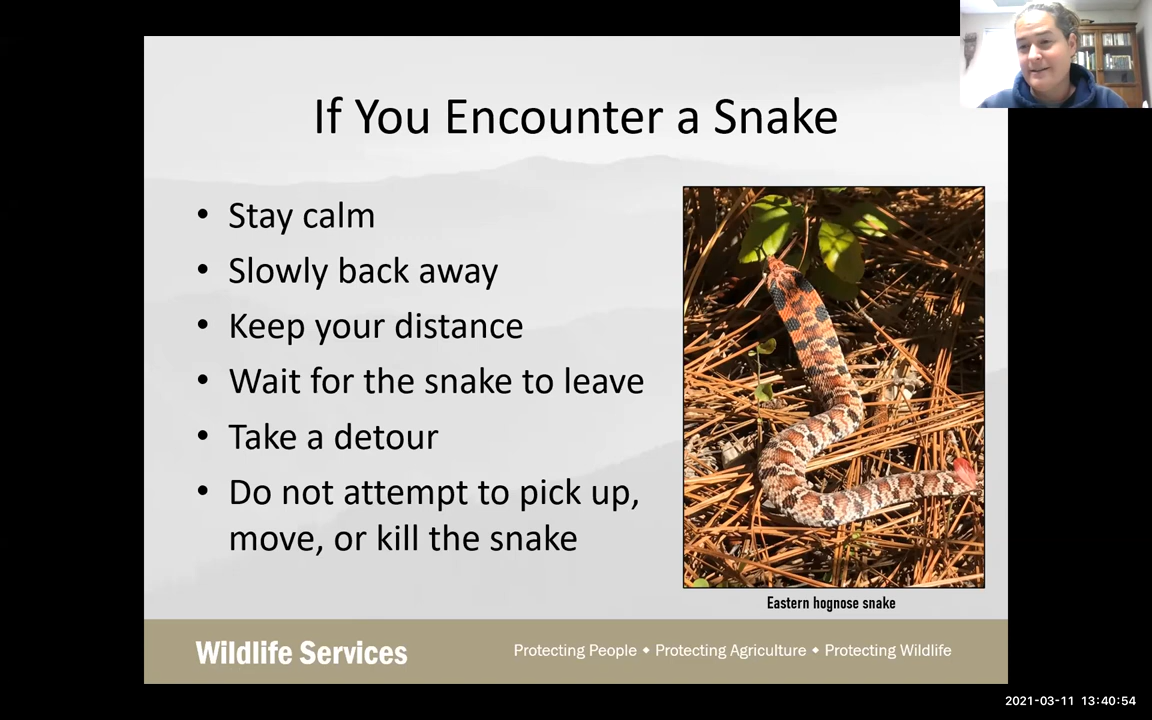 If You Encounter a Snake
• Stay calm
• Slowly back away
• Keep your distance
• Wait for the snake to leave
• Take a detour
• Do not attempt to pick up,
move, or kill the snake
Eastern hognose snake
Wildlife Services
Protecting People ◆ Protecting Agriculture ◆ Protecting Wildlife
2021-03-11 13:40:54